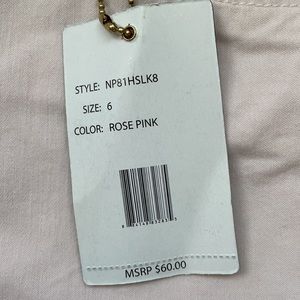 STYLE: NP81HSLK8
SIZE: 6
COLOR: ROSE PINK
MSRP $60.00